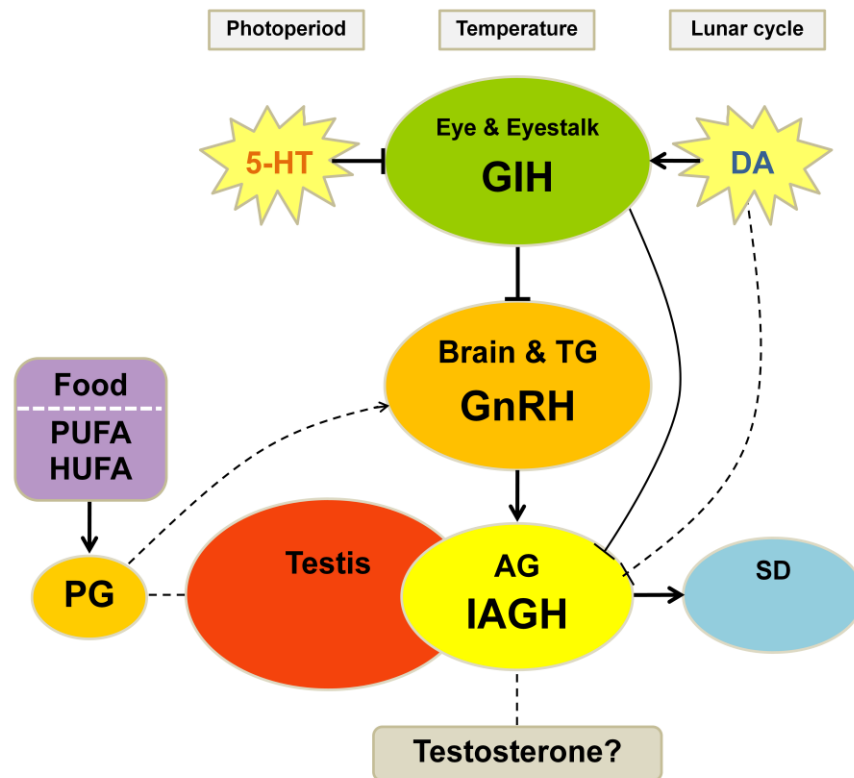 Photoperiod
Temperature
Lunar cycle
Eye & Eyestalk
GIH
5-HT
DA
Brain & TG
GnRH
Food
PUFA
HUFA
PG
Testis
AG
IAGH
SD
Testosterone?